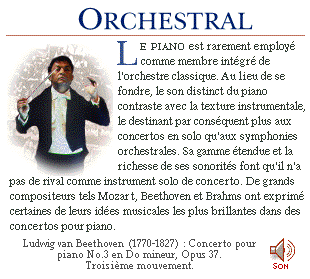 ORCHESTRAL
LE PIANO est rarement employé
comme membre intégré de
l'orchestre classique. Au lieu de se
fondre, le son distinct du piano
contraste avec la texture instrumentale,
le destinant par conséquent plus aux
concertos en solo qu'aux symphonies
orchestrales. Sa gamme étendue et la
richesse de ses sonorités font qu'il n'a
pas de rival comme instrument solo de concerto. De grands
compositeurs tels Mozart, Beethoven et Brahms ont exprimé
certaines de leurs idées musicales les plus brillantes dans des
concertos pour piano.
Ludwig van Beethoven (1770-1827) : Concerto pour
piano No.3 en Do mineur, Opus 37.
Troisième mouvement.
SON